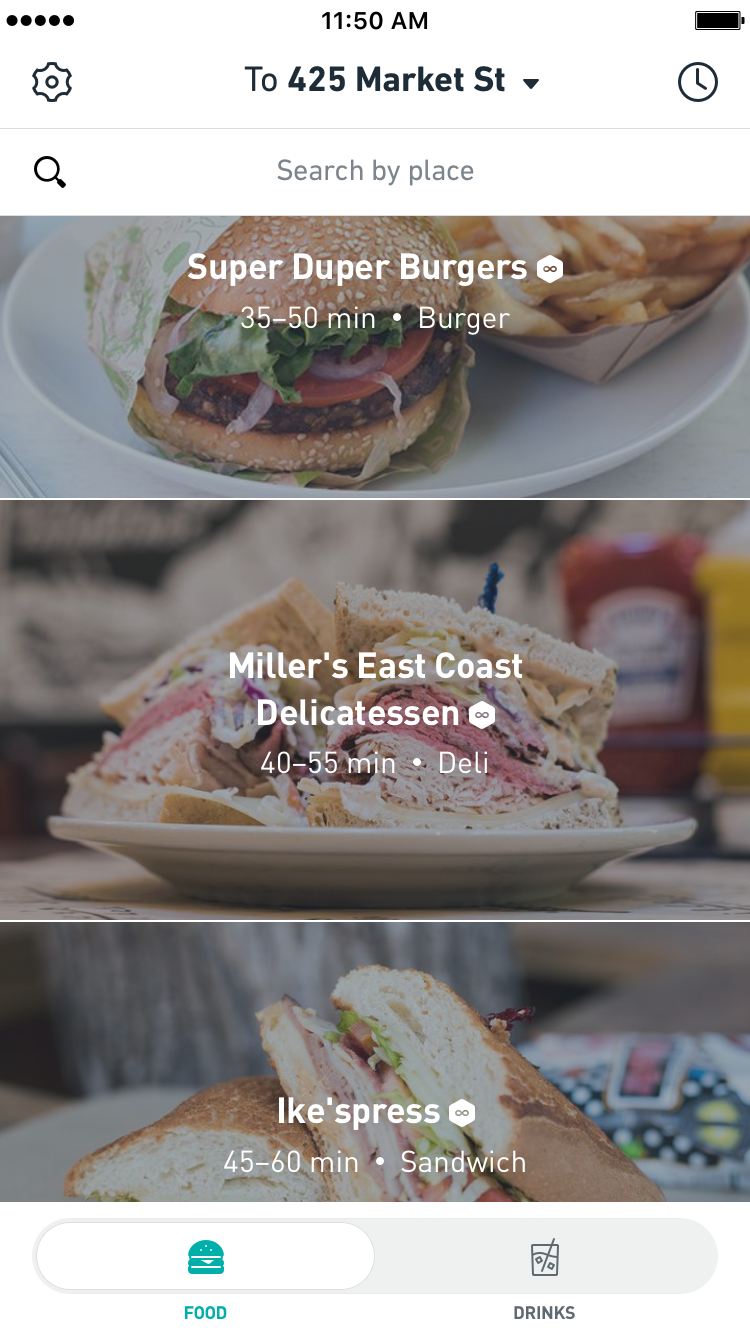 11:50 AM
To 425 Market St
Search by place
Super Duper Burgers
35–50 min • Burger
Miller's East Coast
Delicatessen
40–55 min • Deli
Ike'spress
45–60 min • Sandwich
FOOD
DRINKS